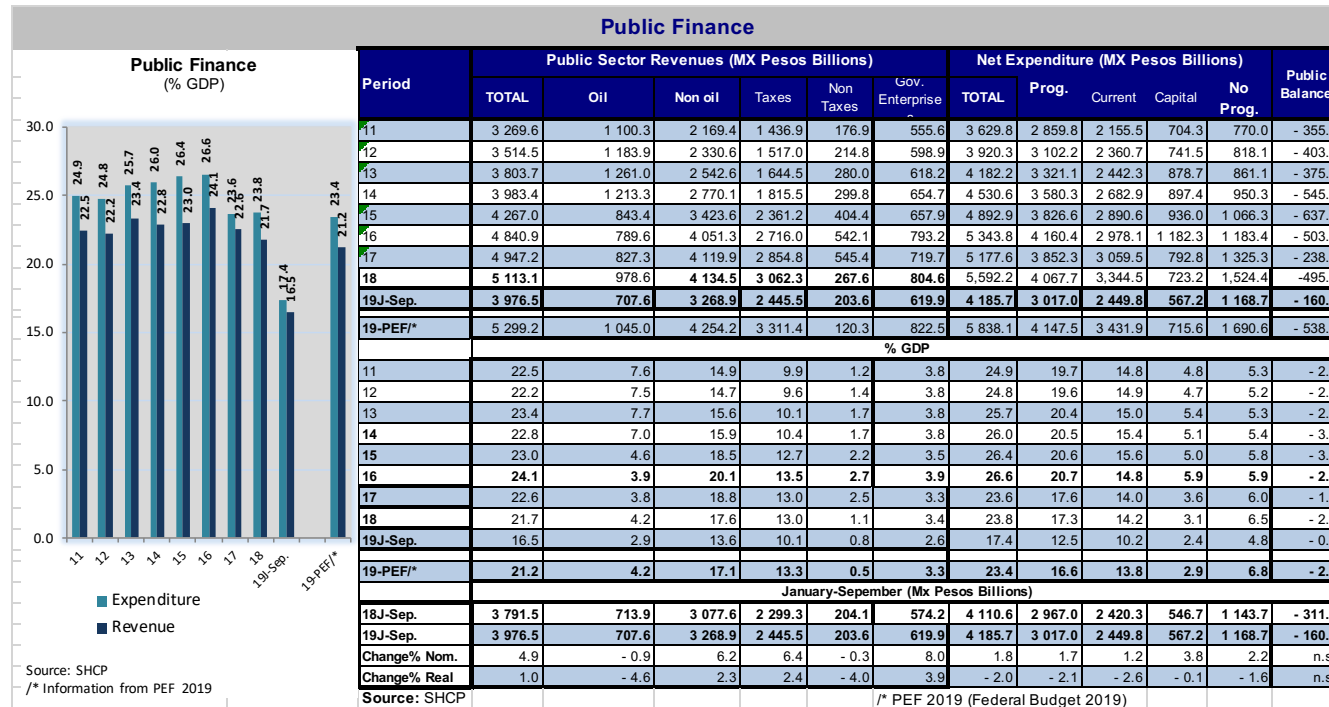 Public Finance
Public Finance
(% GDP)
30.0
25.0
20.0
15.0
10.0
5.0
0.0
24.9 24.8 25.7 26.0 26.4 26.6 23.6 23.8 17.4 23.4
22.5 22.2 23.4 22.8 23.0 24.1 22.6 21.7 16.5 21.2
11 12 13 14 15 16 17 18 19J-Sep. 19-PEF/*
Expenditure
Revenue
Source: SHCP
/* Information from PEF 2019
Period Public Sector Revenues (MX Pesos Billions) Net Expenditure (MX Pesos Billions) Public Balance
TOTAL Oil Non oil Taxes Non Taxes Gov. Enterprise TOTAL Prog. Current Capital No Prog.
11 3 269.6 1 100.3 2 169.4 1 436.9 176.9 555.6 3 629.8 2 859.8 2 155.5 704.3 770.0 - 355.
12 3 514.5 1 183.9 2 330.6 1 517.0 214.8 598.9 3 920.3 3 102.2 2 360.7 741.5 818.1 - 403.
13 3 803.7 1 261.0 2 542.6 1 644.5 280.0 618.2 4 182.2 3 321.1 2 442.3 878.7 861.1 - 375.
14 3 983.4 1 213.3 2 770.1 1 815.5 299.8 654.7 4 530.6 3 580.3 2 682.9 897.4 950.3 - 545.
15 4 267.0 843.4 3 423.6 2 361.2 404.4 657.9 4 892.9 3 826.6 2 890.6 936.0 1 066.3 - 637.
16 4 840.9 789.6 4 051.3 2 716.0 542.1 793.2 5 343.8 4 160.4 2 978.1 1 182.3 1 183.4 - 503.
17 4 947.2 827.3 4 119.9 2 854.8 545.4 719.7 5 177.6 3 852.3 3 059.5 792.8 1 325.3 - 238.
18 5 113.1 978.6 4 134.5 3 062.3 267.6 804.6 5,592.2 4 067.7 3,344.5 723.2 1,524.4 -495.
19J-Sep. 3 976.5 707.6 3 268.9 2 445.5 203.6 619.9 4 185.7 3 017.0 2 449.8 567.2 1 168.7 - 160.
19-PEF/* 5 299.2 1 045.0 4 254.2 3 311.4 120.3 822.5 5 838.1 4 147.5 3 431.9 715.6 1 690.6 - 538.
% GDP
11 22.5 7.6 14.9 9.9 1.2 3.8 24.9 19.7 14.8 4.8 5.3 - 2.
12 22.2 7.5 14.7 9.6 1.4 3.8 24.8 19.6 14.9 4.7 5.2 - 2.
13 23.4 7.7 15.6 10.1 1.7 3.8 25.7 20.4 15.0 5.4 5.3 - 2.
14 22.8 7.0 15.9 10.4 1.7 3.8 26.0 20.5 15.4 5.1 5.4 - 3.
15 23.0 4.6 18.5 12.7 2.2 3.5 26.4 20.6 15.6 5.0 5.8 - 3.
16 24.1 3.9 20.1 13.5 2.7 3.9 26.6 20.7 14.8 5.9 5.9 - 2.
17 22.6 3.8 18.8 13.0 2.5 3.3 23.6 17.6 14.0 3.6 6.0 - 1.
18 21.7 4.2 17.6 13.0 1.1 3.4 23.8 17.3 14.2 3.1 6.5 - 2.
19J-Sep. 16.5 2.9 13.6 10.1 0.8 2.6 17.4 12.5 10.2 2.4 4.8 - 0.
19-PEF/* 21.2 4.2 17.1 13.3 0.5 3.3 23.4 16.6 13.8 2.9 6.8 - 2.
January-Sepember (Mx Pesos Billions)
18J-Sep. 3 791.5 713.9 3 077.6 2 299.3 204.1 574.2 4 110.6 2 967.0 2 420.3 546.7 1 143.7 - 311.
19J-Sep. 3 976.5 707.6 3 268.9 2 445.5 203.6 619.9 4 185.7 3 017.0 2 449.8 567.2 1 168.7 - 160.
Change% Nom. 4.9 - 0.9 6.2 6.4 - 0.3 8.0 1.8 1.7 1.2 3.8 2.2 n.s
Change% Real 1.0 - 4.6 2.3 2.4 - 4.0 3.9 - 2.0 - 2.1 - 2.6 - 0.1 - 1.6 n.s
Source: SHCP /* PEF 2019 (Federal Budget 2019)